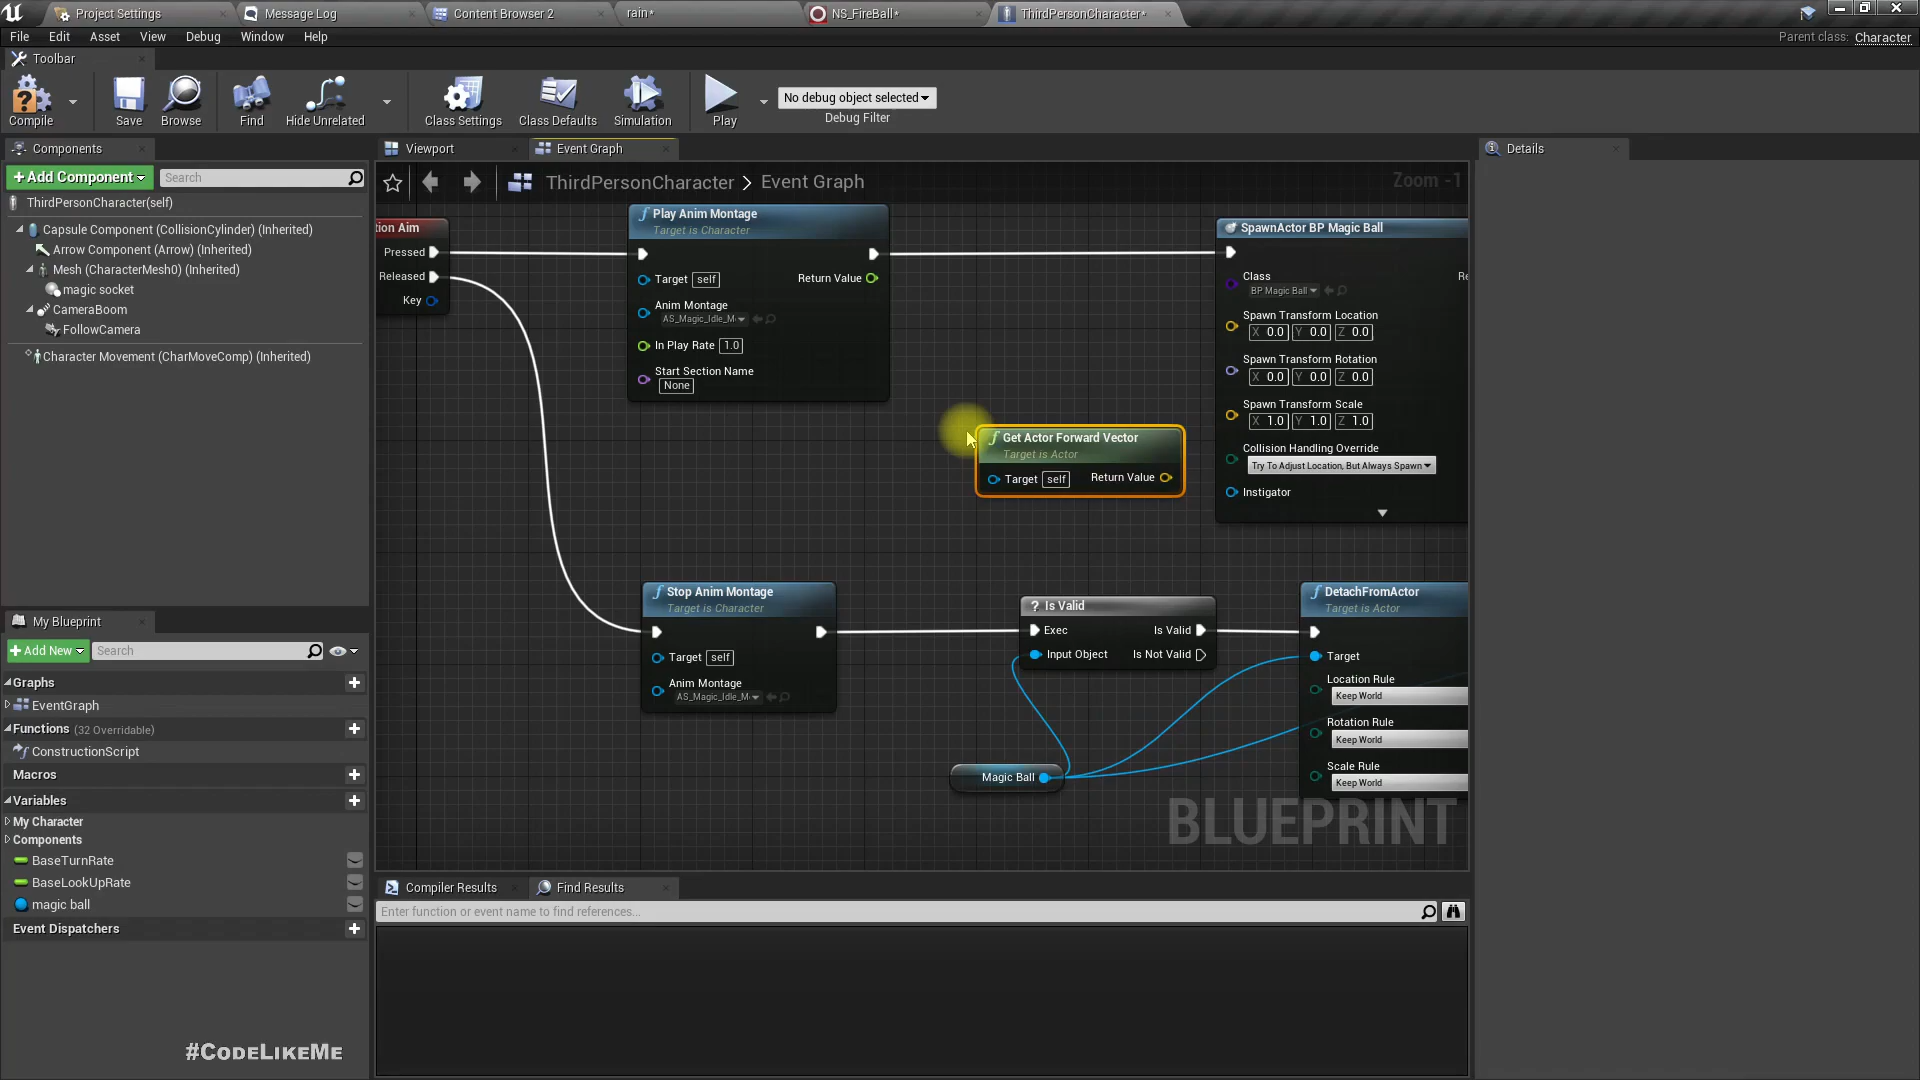 Project Settings
Message Log
Content Browser 2
rain*
NS_FireBall*
ThirdPersonCharacter*
File Edit Asset View Window Debug Help
Parent class: Character
Toolbar
Compile
Save
Browse
Find
Hide Unrelated
Class Settings
Class Defaults
Simulation
Play
No debug object selected
Debug Filter
Components
+Add Component
Search
ThirdPersonCharacter(self)
Capsule Component (CollisionCylinder) (Inherited)
Arrow Component (Arrow) (Inherited)
Mesh (CharacterMesh0) (Inherited)
magic socket
CameraBoom
FollowCamera
Character Movement (CharMoveComp) (Inherited)
My Blueprint
+Add New
Search
Graphs
EventGraph
Functions (32 Overridable)
ConstructionScript
Macros
Variables
My Character
Components
BaseTurnRate
BaseLookUpRate
magic ball
Event Dispatchers
#CodeLikeMe
Viewport
Event Graph
ThirdPersonCharacter > Event Graph
Zoom -1
tion Aim
Pressed
Released
Key
Play Anim Montage
Target is Character
Target self
Return Value
Anim Montage
AS_Magic_Idle_M
In Play Rate 1.0
Start Section Name
None
Get Actor Forward Vector
Target is Actor
Target self
Return Value
SpawnActor BP Magic Ball
Class
Re
BP Magic Ball
Spawn Transform Location
X 0.0 Y 0.0 Z 0.0
Spawn Transform Rotation
X 0.0 Y 0.0 Z 0.0
Spawn Transform Scale
X 1.0 Y 1.0 Z 1.0
Collision Handling Override
Try To Adjust Location, But Always Spawn
Instigator
Stop Anim Montage
Target is Character
Target self
Anim Montage
AS_Magic_Idle_M
? Is Valid
Exec
Is Valid
Input Object
Is Not Valid
Magic Ball
DetachFromActor
Target is Actor
Target
Location Rule
Keep World
Rotation Rule
Keep World
Scale Rule
Keep World
BLUEPRINT
Compiler Results
Find Results
Enter function or event name to find references...
Details